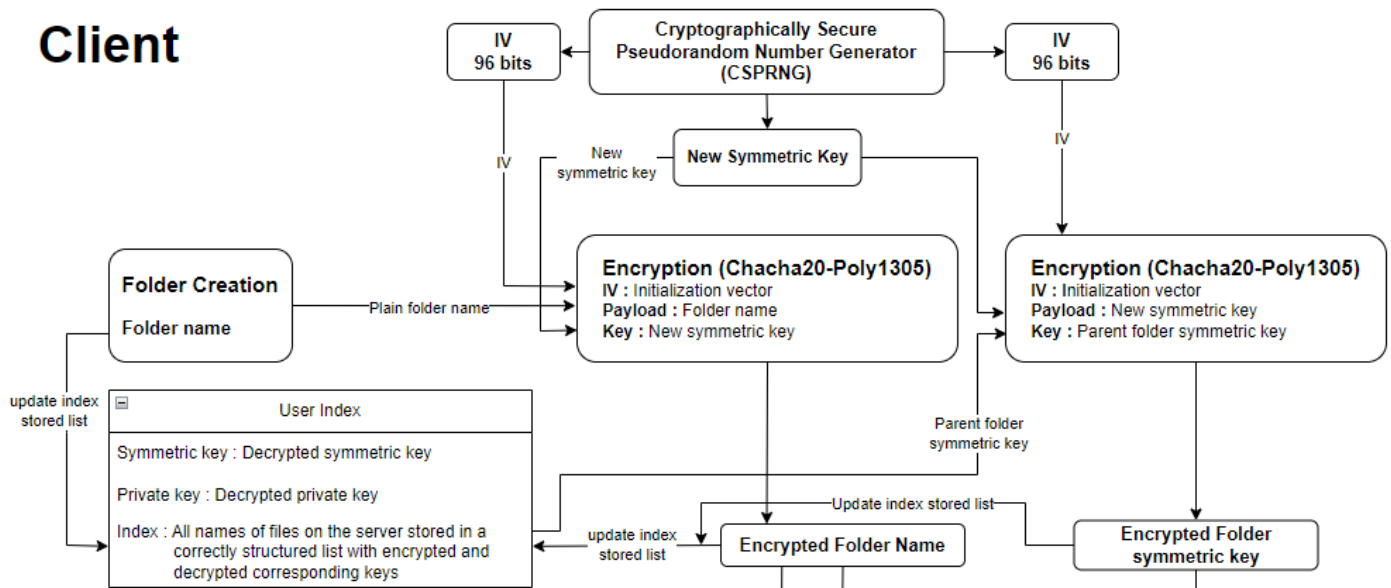 Client
IV
96 bits
Cryptographically Secure
Pseudorandom Number Generator
(CSPRNG)
IV
96 bits
IV
IV
New
symmetric key
New Symmetric Key
Folder Creation
Folder name
Plain folder name
Encryption (Chacha20-Poly1305)
IV : Initialization vector
Payload : Folder name
Key : New symmetric key
Encryption (Chacha20-Poly1305)
IV : Initialization vector
Payload : New symmetric key
Key : Parent folder symmetric key
update index
stored list
User Index
Symmetric key : Decrypted symmetric key
Private key : Decrypted private key
Index : All names of files on the server stored in a
correctly structured list with encrypted and
decrypted corresponding keys
Parent folder
symmetric key
Update index stored list
update index
stored list
Encrypted Folder Name
Encrypted Folder
symmetric key